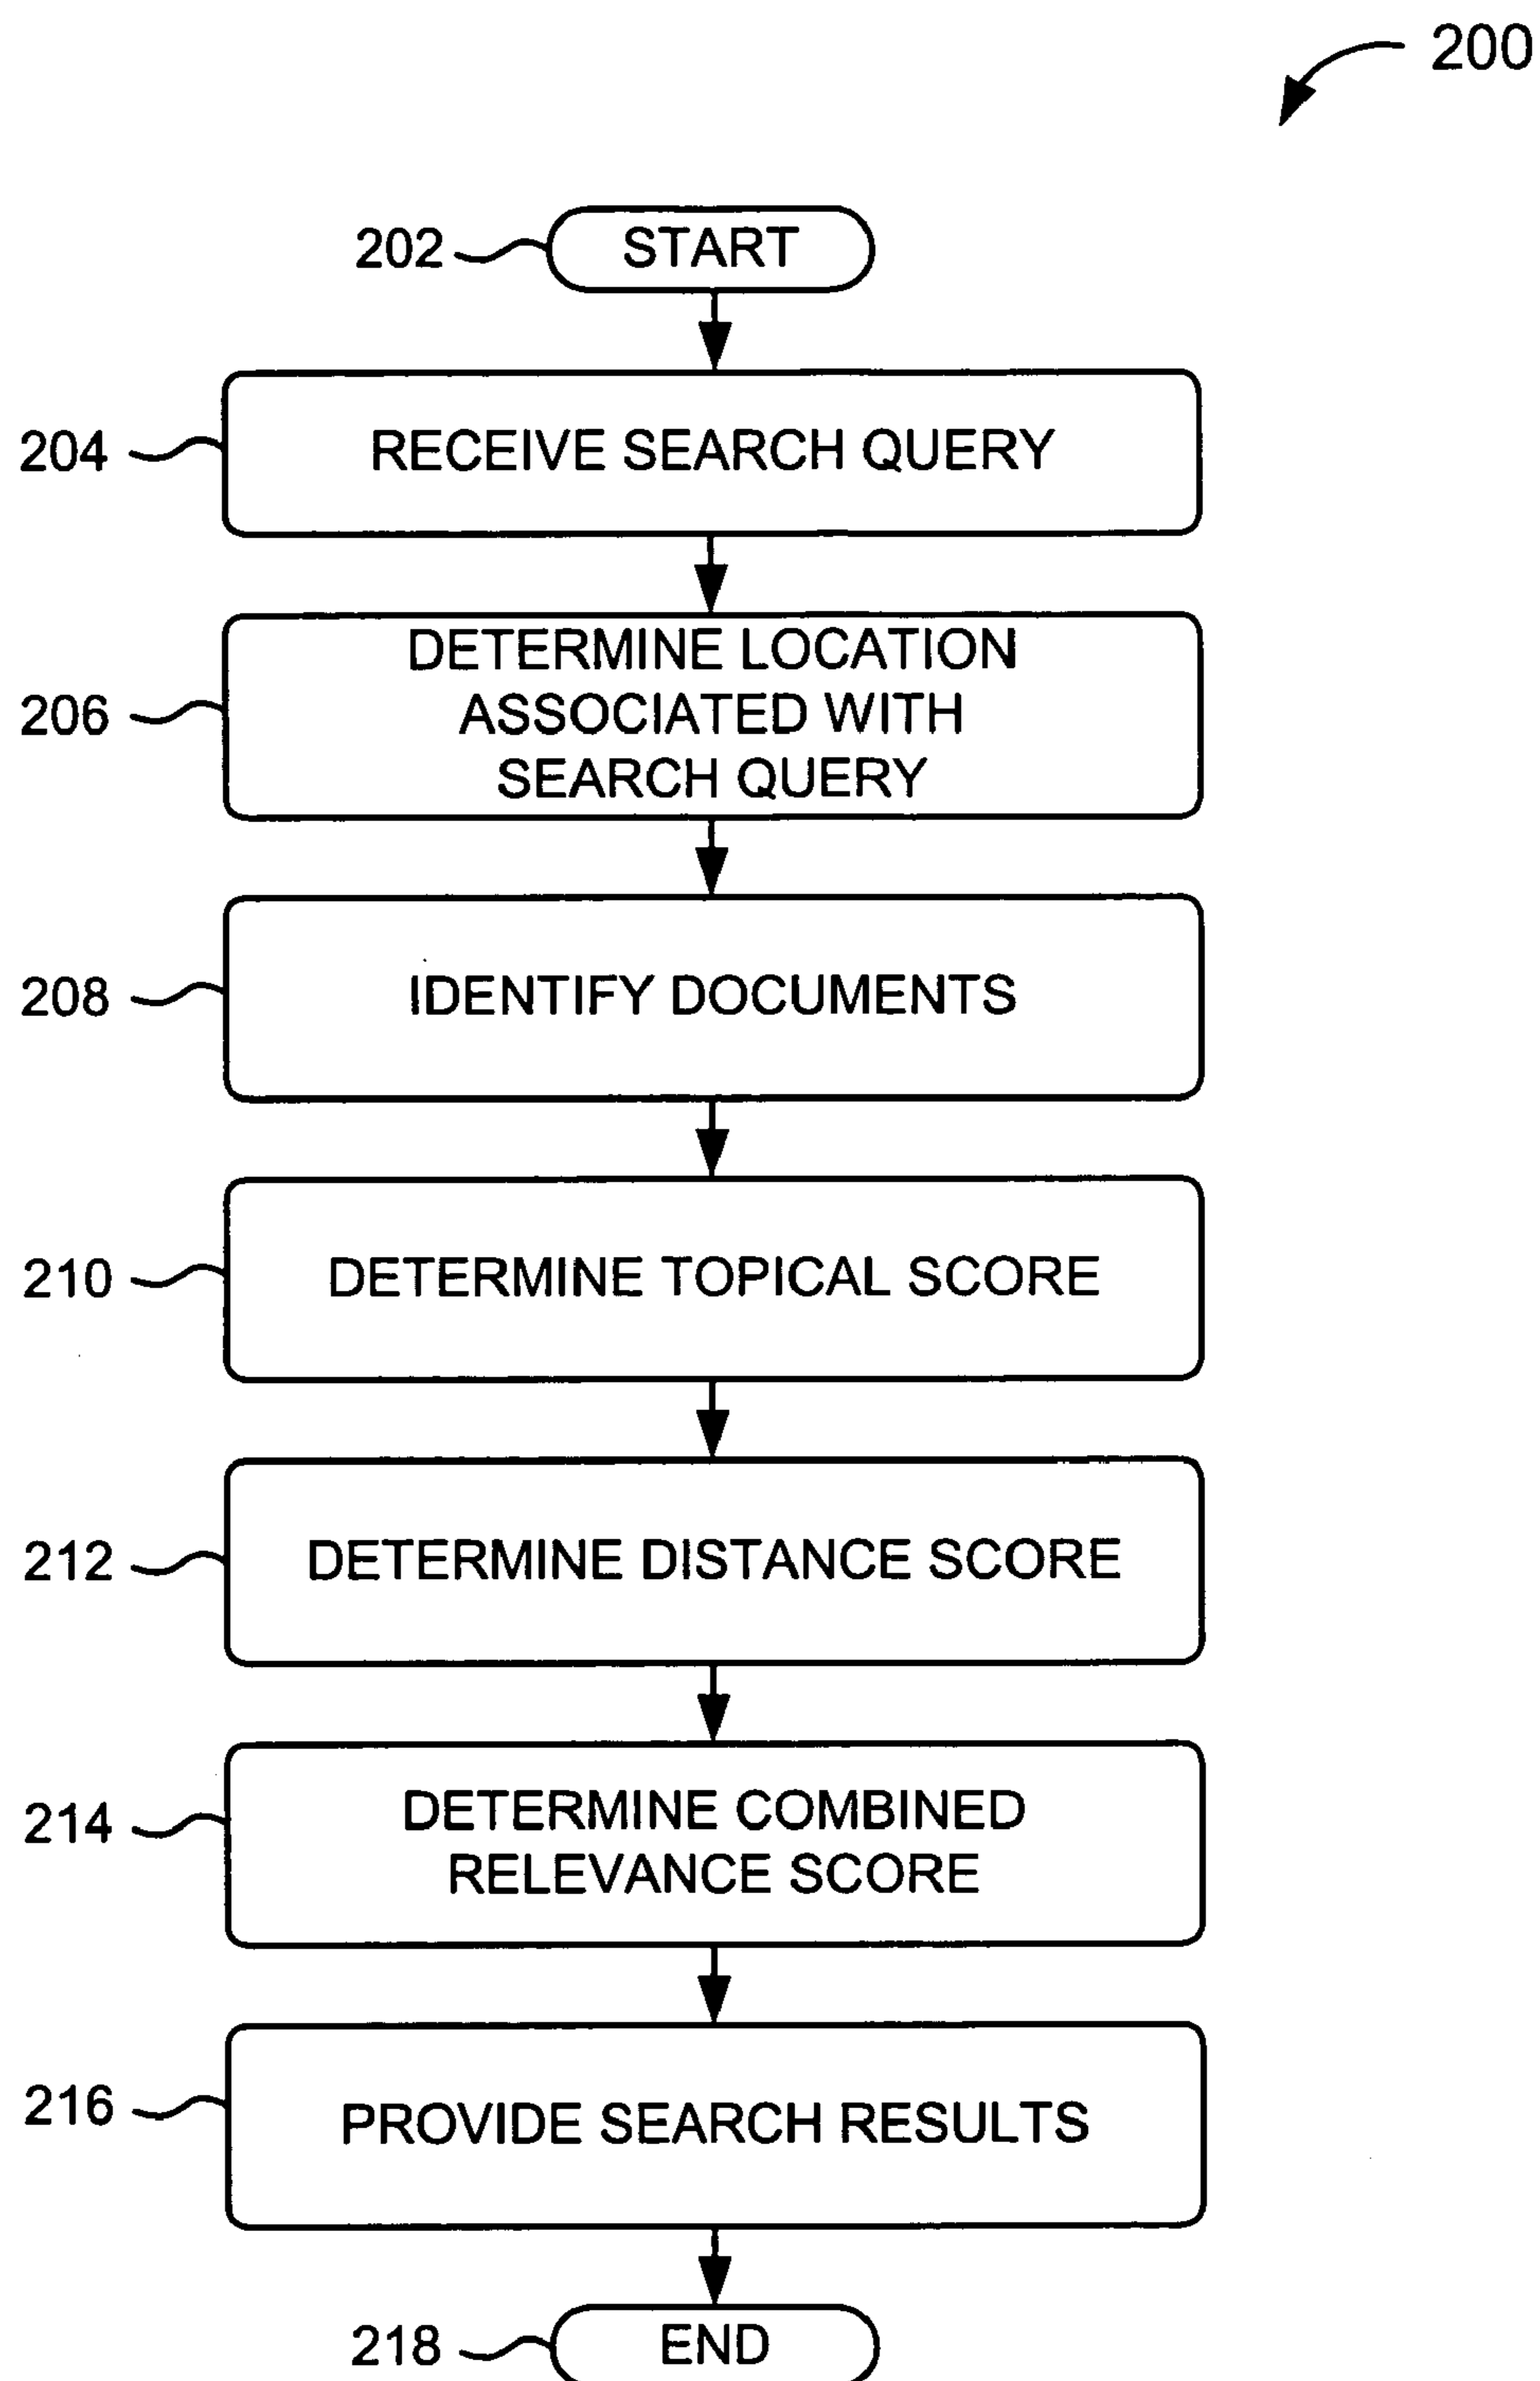 200
202 START
204 RECEIVE SEARCH QUERY
DETERMINE LOCATION
206 ASSOCIATED WITH
SEARCH QUERY
208 IDENTIFY DOCUMENTS
210 DETERMINE TOPICAL SCORE
212 DETERMINE DISTANCE SCORE
214 DETERMINE COMBINED
RELEVANCE SCORE
216 PROVIDE SEARCH RESULTS
218 END